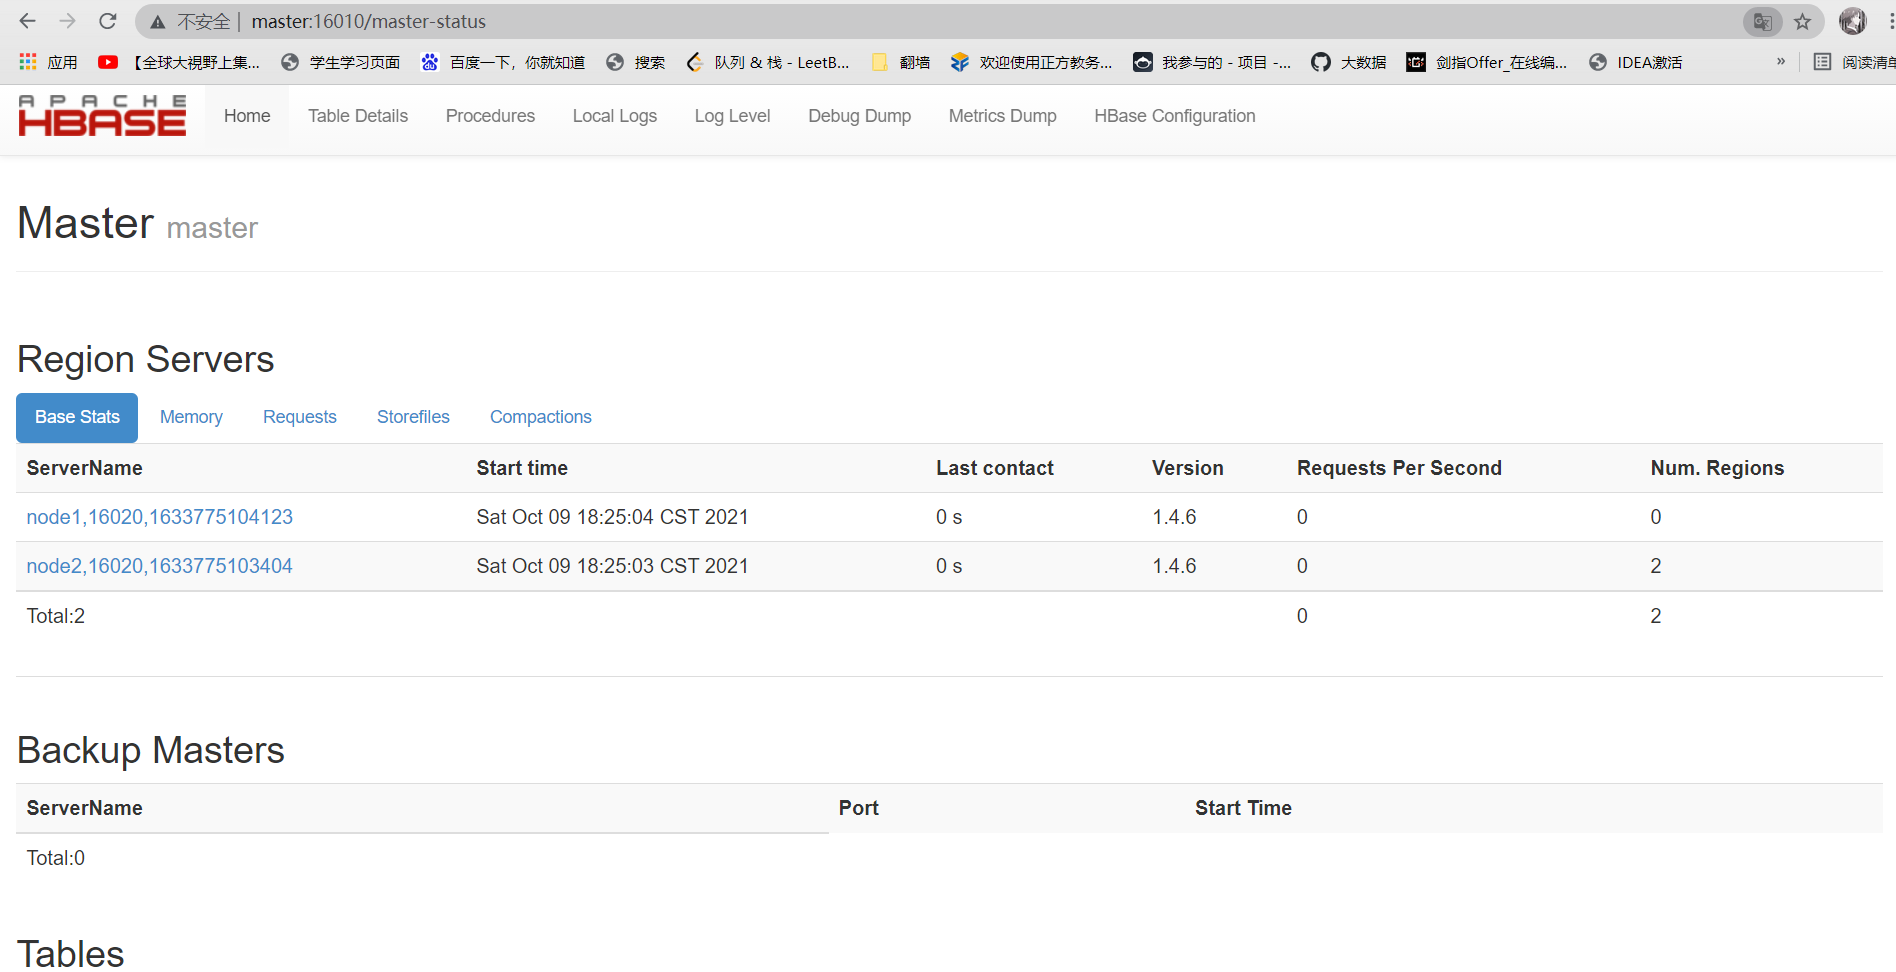 不安全 | master:16010/master-status
应用 【全球大視野上集... 学生学习页面 百度一下，你就知道 搜索 队列 & 栈 - LeetB... 翻墙 欢迎使用正方教务... 我参与的 - 项目 -... 大数据 剑指Offer_在线编... IDEA激活 » 阅读清单
APACHE
HBASE
Home Table Details Procedures Local Logs Log Level Debug Dump Metrics Dump HBase Configuration
Master master
Region Servers
Base Stats Memory Requests Storefiles Compactions
ServerName Start time Last contact Version Requests Per Second Num. Regions
node1,16020,1633775104123 Sat Oct 09 18:25:04 CST 2021 0 s 1.4.6 0 0
node2,16020,1633775103404 Sat Oct 09 18:25:03 CST 2021 0 s 1.4.6 0 2
Total:2 0 2
Backup Masters
ServerName Port Start Time
Total:0
Tables